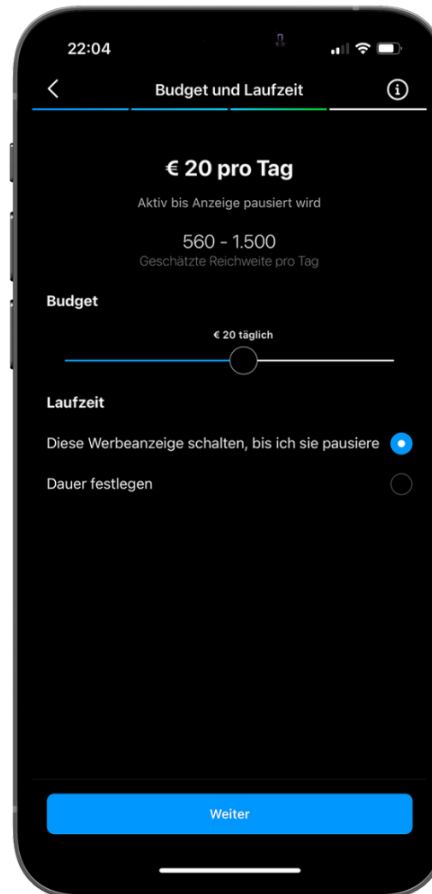 22:04
Budget und Laufzeit
€ 20 pro Tag
Aktiv bis Anzeige pausiert wird
560 - 1.500
Geschätzte Reichweite pro Tag
Budget
€ 20 täglich
Laufzeit
Diese Werbeanzeige schalten, bis ich sie pausiere
Dauer festlegen
Weiter